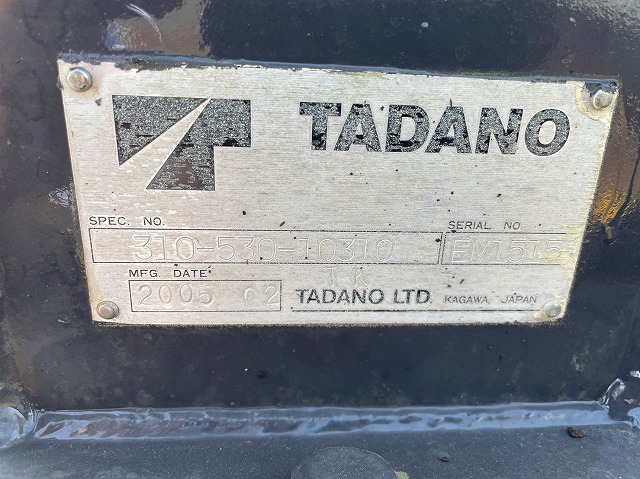 TADANO
SPEC. NO. SERIAL NO.
310-530-10310 EM1515
MFG. DATE
2005 02 TADANO LTD. KAGAWA, JAPAN